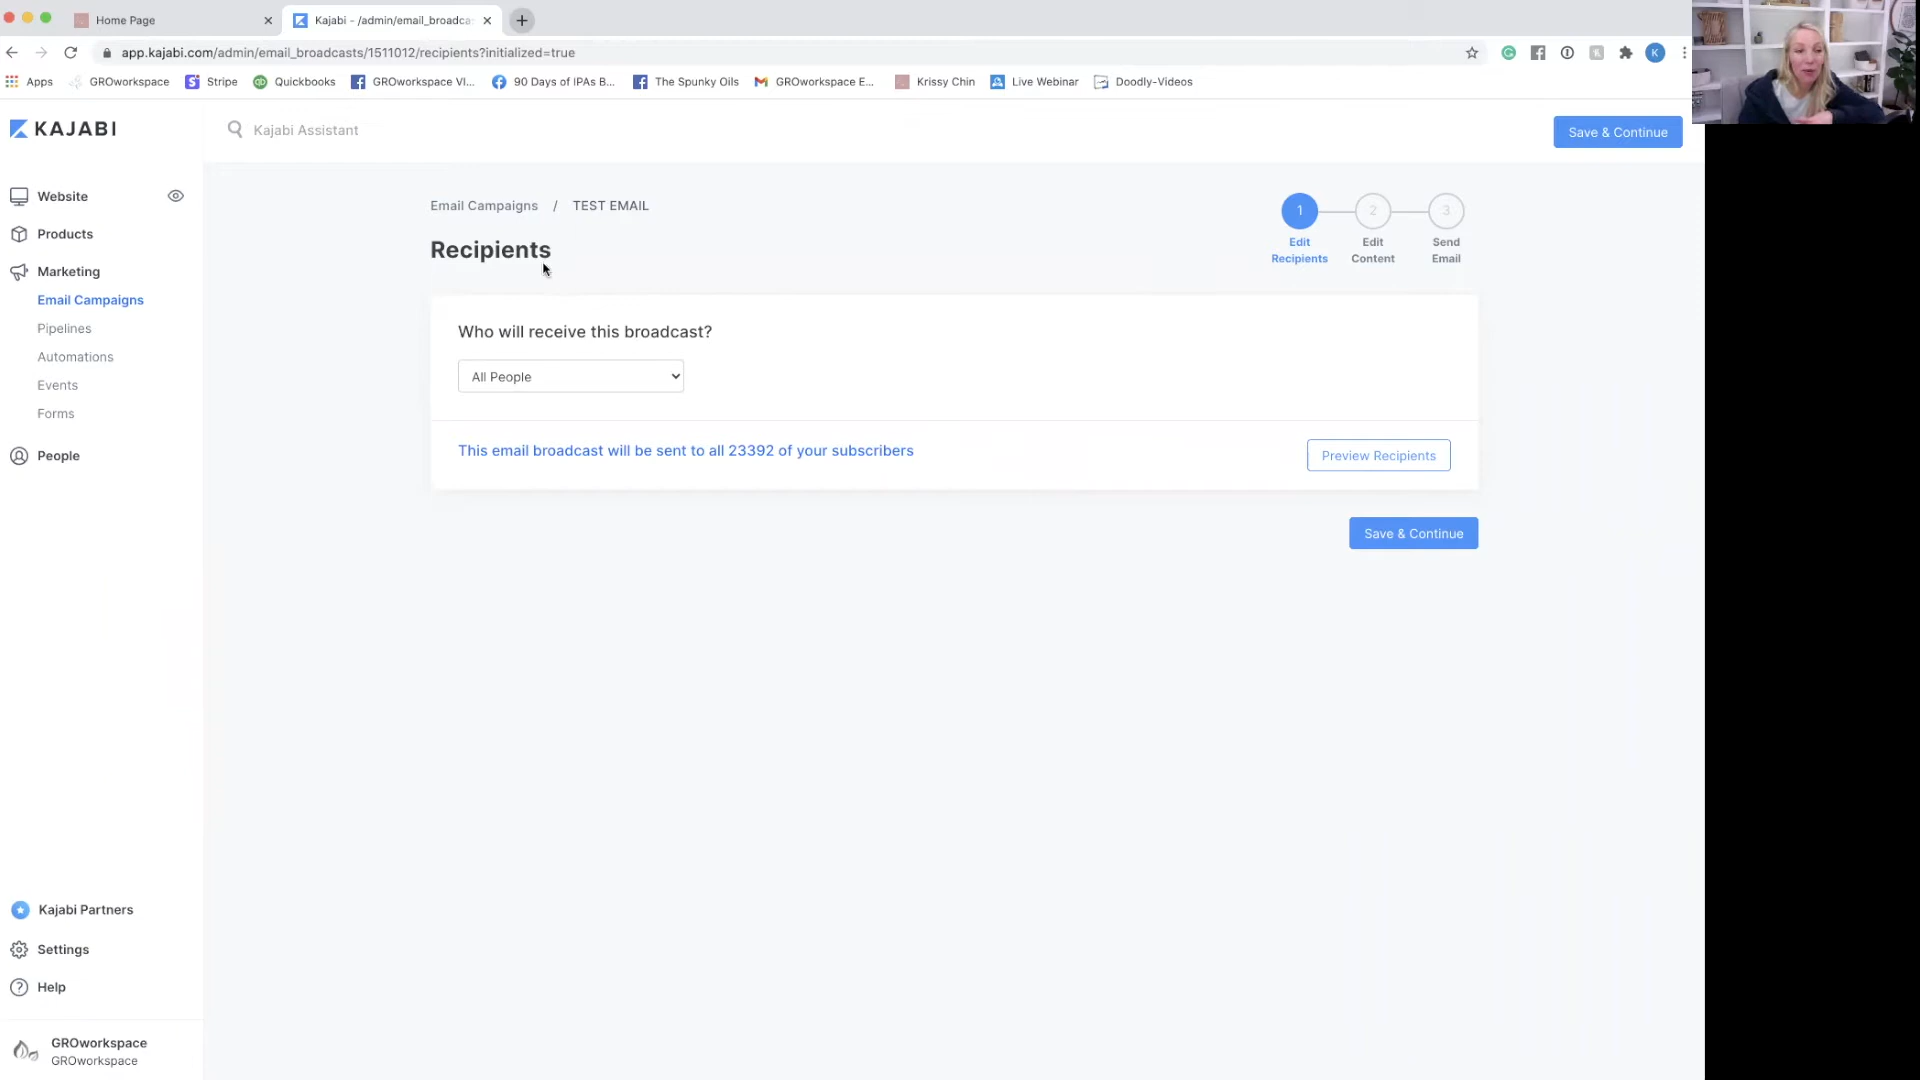 Home Page
Kajabi - /admin/email_broadca
app.kajabi.com/admin/email_broadcasts/1511012/recipients?initialized=true
K
Apps
GROworkspace
Stripe
Quickbooks
GROworkspace VI...
90 Days of IPAs B...
The Spunky Oils
GROworkspace E...
Krissy Chin
Live Webinar
Doodly-Videos
KAJABI
Kajabi Assistant
Save & Continue
Website
Products
Marketing
Email Campaigns
Pipelines
Automations
Events
Forms
People
Email Campaigns / TEST EMAIL
Recipients
1
2
3
Edit
Recipients
Edit
Content
Send
Email
Who will receive this broadcast?
All People
This email broadcast will be sent to all 23392 of your subscribers
Preview Recipients
Save & Continue
Kajabi Partners
Settings
Help
GROworkspace
GROworkspace